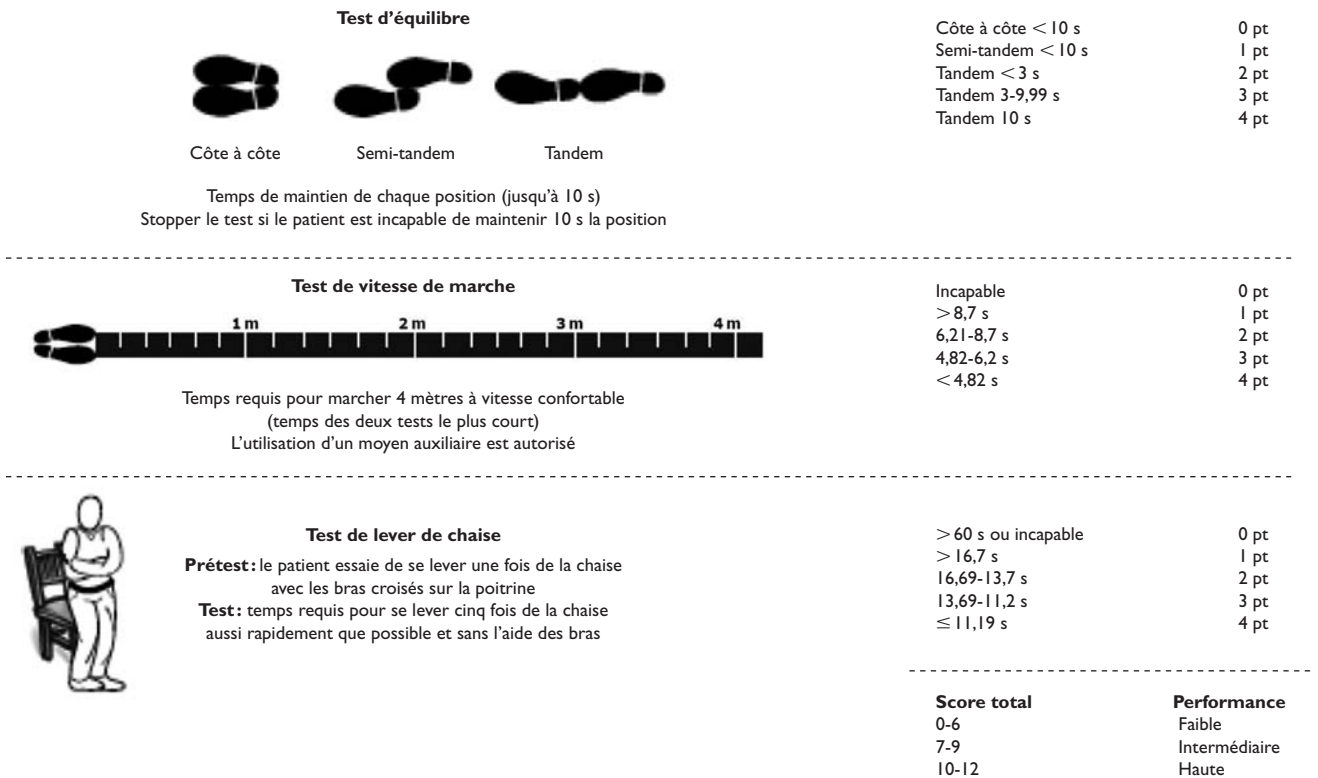 Test d'équilibre
Côte à côte Semi-tandem Tandem
Temps de maintien de chaque position (jusqu'à 10 s)
Stopper le test si le patient est incapable de maintenir 10 s la position
Côte à côte < 10 s 0 pt
Semi-tandem < 10 s 1 pt
Tandem < 3 s 2 pt
Tandem 3-9,99 s 3 pt
Tandem 10 s 4 pt
Test de vitesse de marche
1 m 2 m 3 m 4 m
Temps requis pour marcher 4 mètres à vitesse confortable
(temps des deux tests le plus court)
L'utilisation d'un moyen auxiliaire est autorisé
Incapable 0 pt
> 8,7 s 1 pt
6,21-8,7 s 2 pt
4,82-6,2 s 3 pt
< 4,82 s 4 pt
Test de lever de chaise
Prétest : le patient essaie de se lever une fois de la chaise
avec les bras croisés sur la poitrine
Test : temps requis pour se lever cinq fois de la chaise
aussi rapidement que possible et sans l'aide des bras
> 60 s ou incapable 0 pt
> 16,7 s 1 pt
16,69-13,7 s 2 pt
13,69-11,2 s 3 pt
≤ 11,19 s 4 pt
Score total Performance
0-6 Faible
7-9 Intermédiaire
10-12 Haute